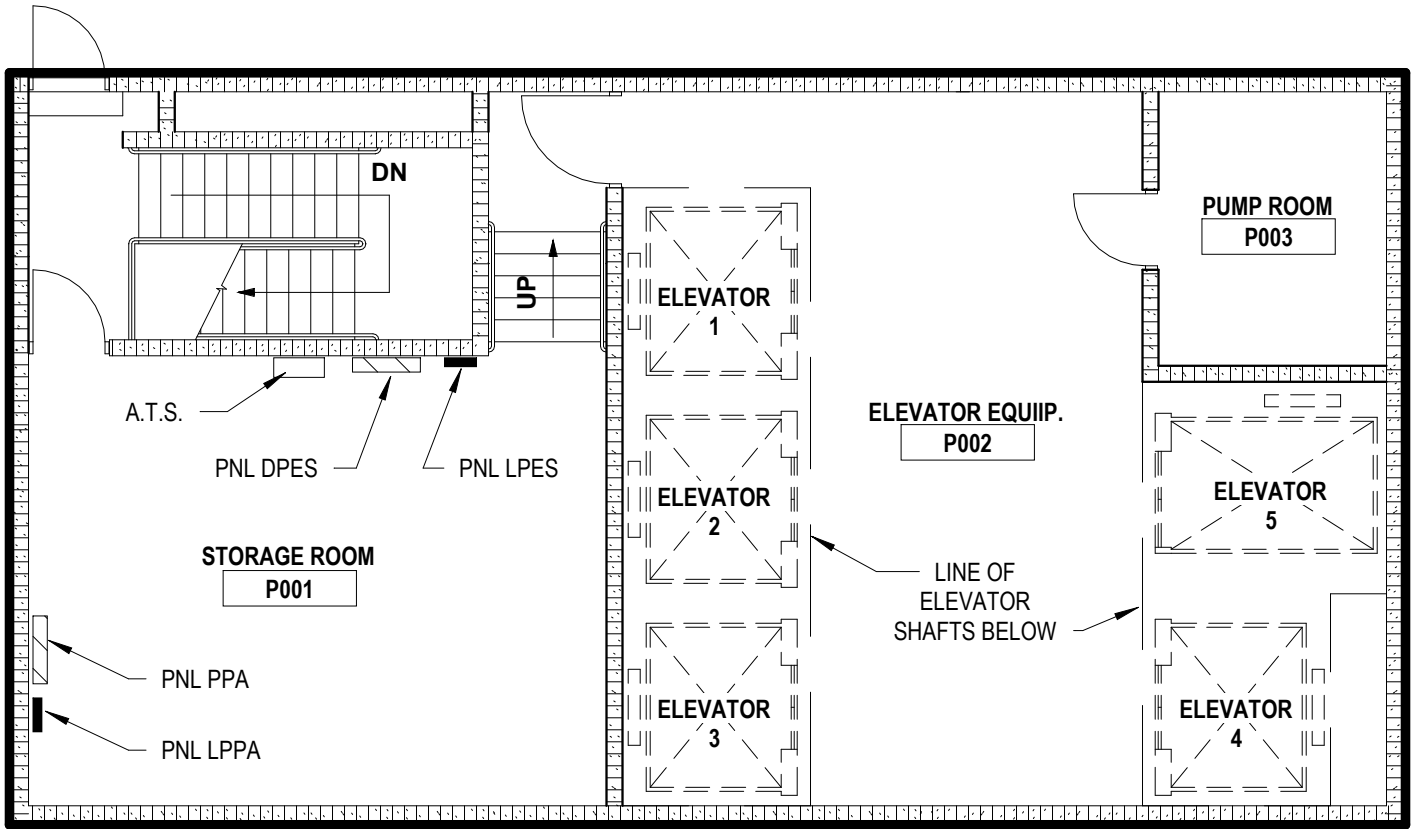 DN
UP
PUMP ROOM
P003
ELEVATOR
1
ELEVATOR EQUIIP.
P002
A.T.S.
PNL DPES
PNL LPES
ELEVATOR
2
ELEVATOR
5
STORAGE ROOM
P001
LINE OF
ELEVATOR
SHAFTS BELOW
PNL PPA
PNL LPPA
ELEVATOR
3
ELEVATOR
4